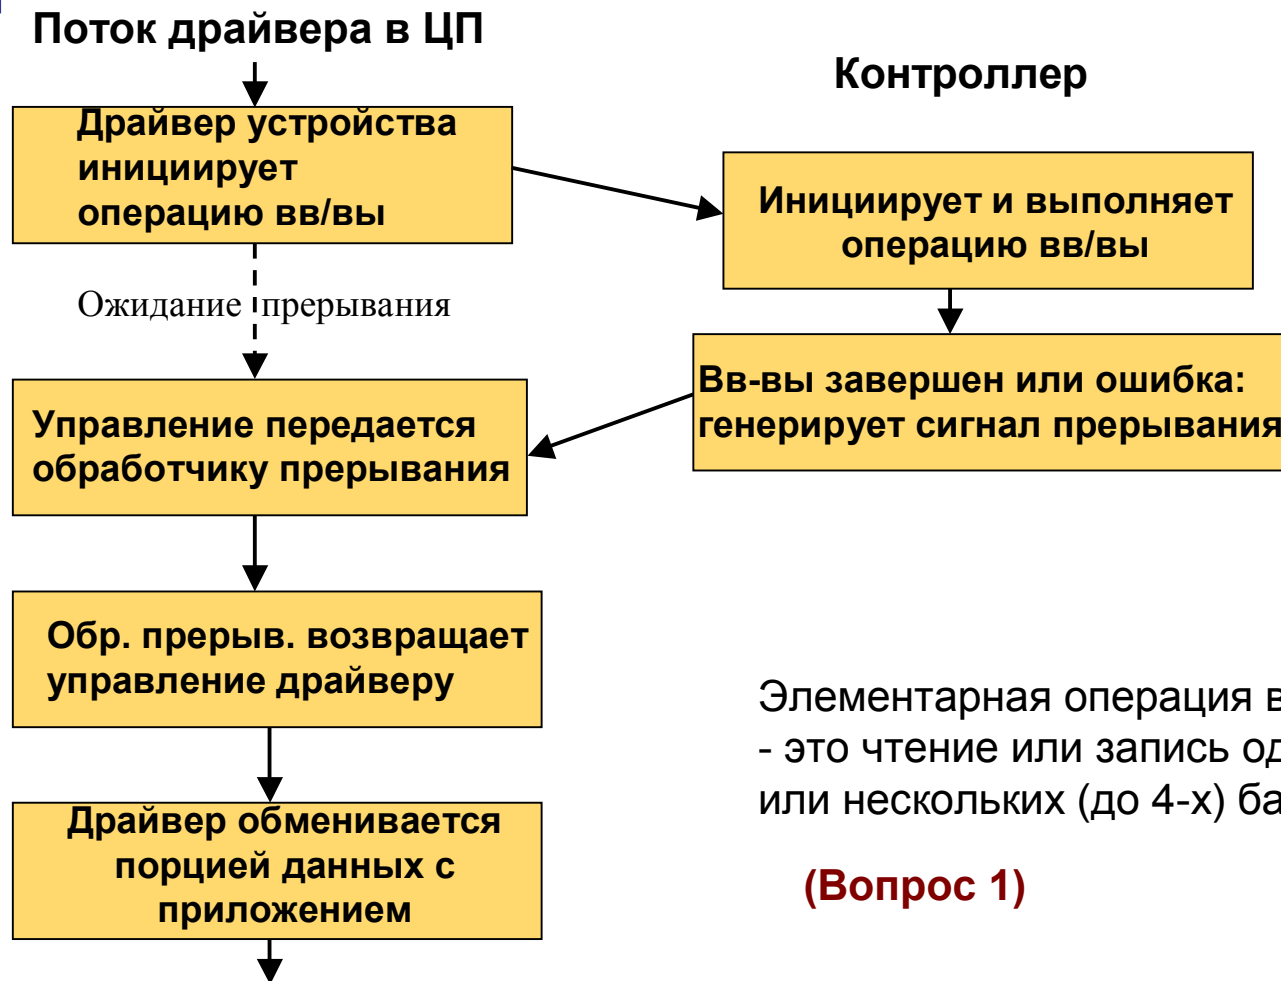 Поток драйвера в ЦП
Контроллер
Драйвер устройства
инициирует
операцию вв/вы
Инициирует и выполняет
операцию вв/вы
Ожидание прерывания
Вв-вы завершен или ошибка:
генерирует сигнал прерывания
Управление передается
обработчику прерывания
Обр. прерыв. возвращает
управление драйверу
Элементарная операция
- это чтение или запись
или нескольких (до 4-х)
Драйвер обменивается
порцией данных с
приложением
(Вопрос 1)